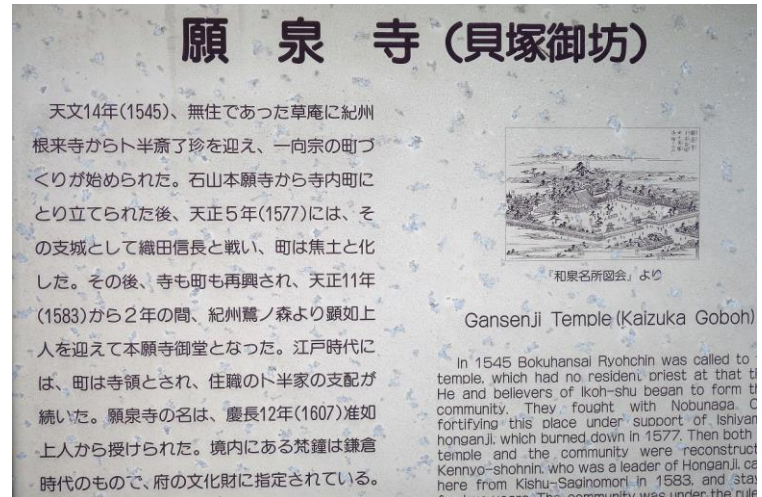 願泉寺(貝塚御坊)
天文14年(1545)、無住であった草庵に紀州
根来寺から卜半斎了珍を迎え、一向宗の町づ
くりが始められた。石山本願寺から寺内町に
とり立てられた後、天正5年(1577)には、そ
の支城として織田信長と戦い、町は焦土と化
した。その後、寺も町も再興され、天正11年
(1583)から2年の間、紀州鷺ノ森より顕如上
人を迎えて本願寺御堂となった。江戸時代に
は、町は寺領とされ、住職の卜半家の支配が
続いた。願泉寺の名は、慶長12年(1607)准如
上人から授けられた。境内にある梵鐘は鎌倉
時代のもので、府の文化財に指定されている。
『和泉名所図会』より
Gansenji Temple (Kaizuka Goboh)
In 1545 Bokuhansai Ryohchin was called to
temple, which had no resident priest at that
He and believers of Ikoh-shu began to form
community. They fought with Nobunaga
fortifying this place under support of Ishiyam
honganji, which burned down in 1577. Then both
temple and the community were reconstruct
Kennyo-shohnin, who was a leader of Honganji, ca
here from Kishu-Saginomori in 1583, and stay
years. The community was under the rule